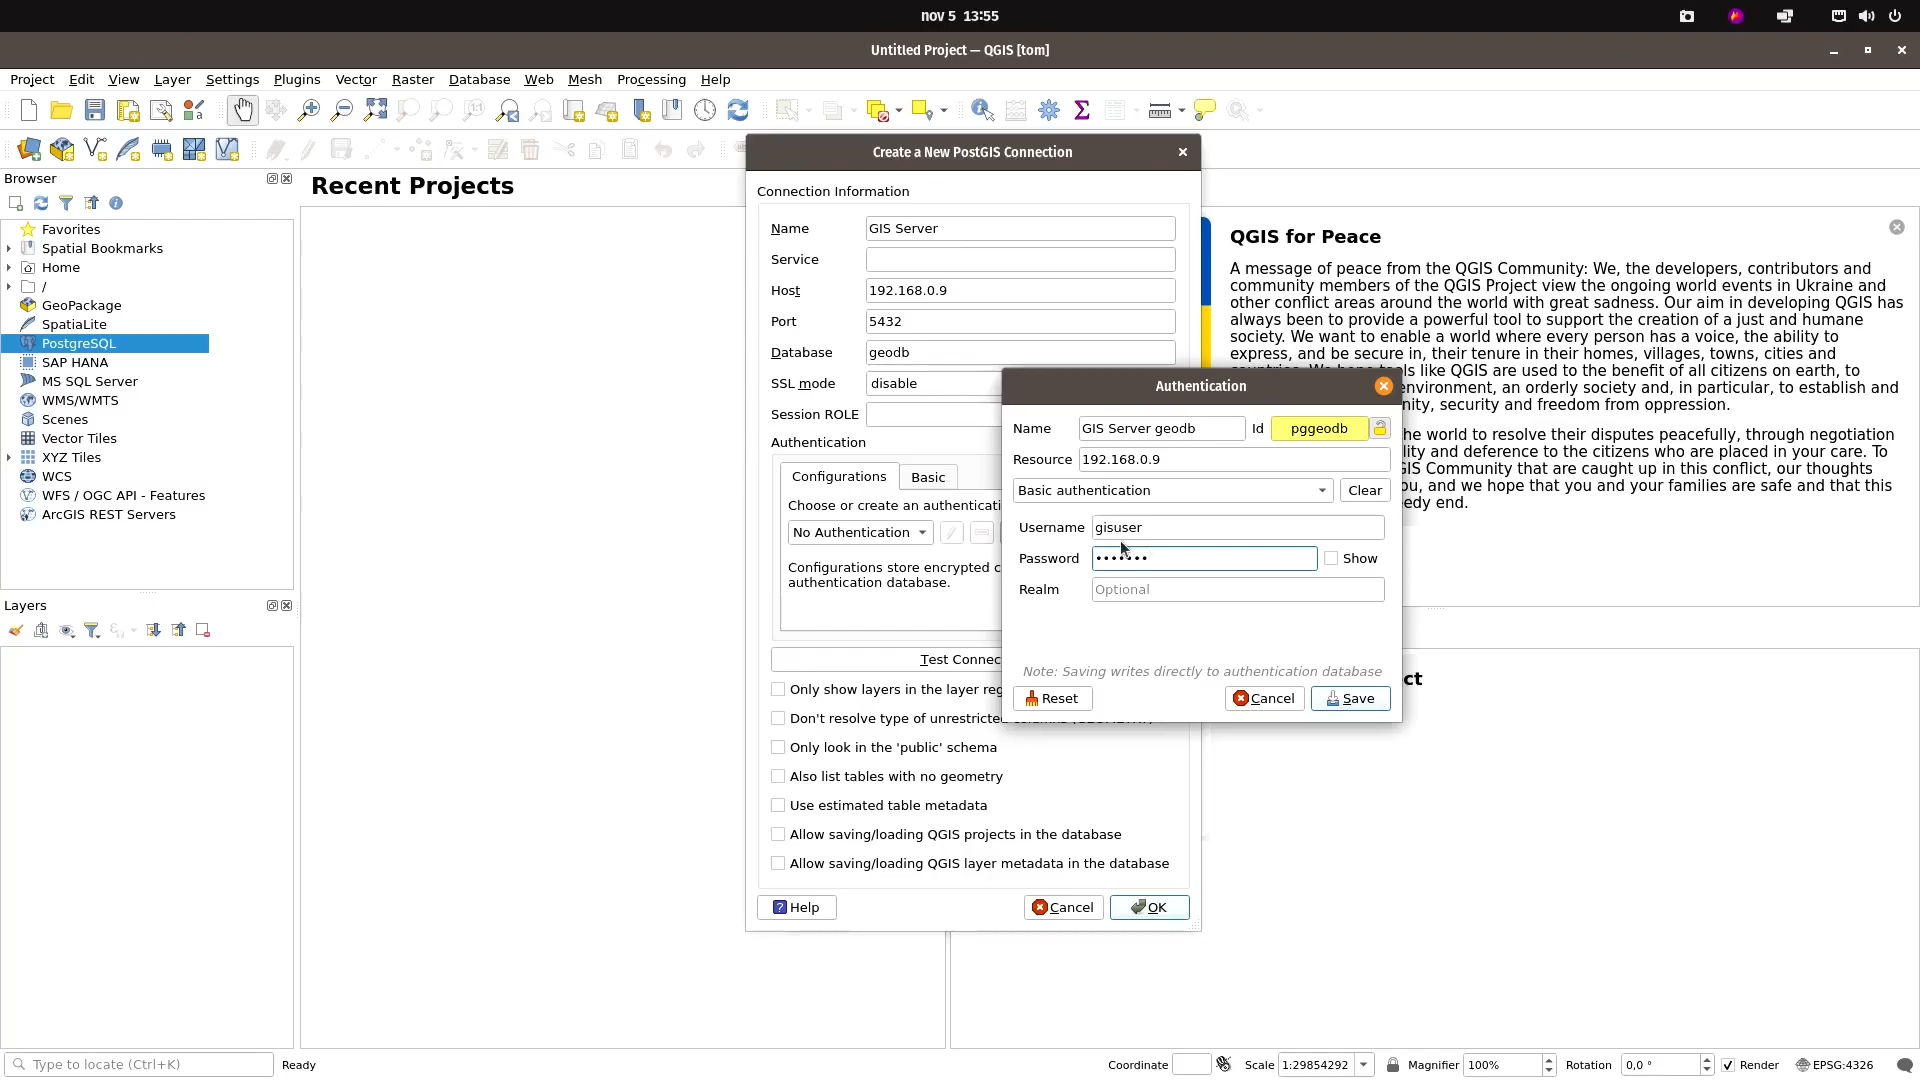 nov 5 13:55
Untitled Project — QGIS [tom]
Project Edit View Layer Settings Plugins Vector Raster Database Web Mesh Processing Help
Browser
Favorites
Spatial Bookmarks
Home
/
GeoPackage
SpatiaLite
PostgreSQL
SAP HANA
MS SQL Server
WMS/WMTS
Scenes
Vector Tiles
XYZ Tiles
WCS
WFS / OGC API - Features
ArcGIS REST Servers
Layers
Recent Projects
Create a New PostGIS Connection
Connection Information
Name GIS Server
Service
Host 192.168.0.9
Port 5432
Database geodb
SSL mode disable
Session ROLE
Authentication
Configurations Basic
Choose or create an authenticati
No Authentication
Configurations store encrypted c
authentication database.
Test Connec
Only show layers in the layer reg
Don't resolve type of unrestricted
Only look in the 'public' schema
Also list tables with no geometry
Use estimated table metadata
Allow saving/loading QGIS projects in the database
Allow saving/loading QGIS layer metadata in the database
Help Cancel OK
Authentication
Name GIS Server geodb Id pggeodb
Resource 192.168.0.9
Basic authentication Clear
Username gisuser
Password ••••••• Show
Realm Optional
Note: Saving writes directly to authentication database
Reset Cancel Save
QGIS for Peace
A message of peace from the QGIS Community: We, the developers, contributors and
community members of the QGIS Project view the ongoing world events in Ukraine and
other conflict areas around the world with great sadness. Our aim in developing QGIS has
always been to provide a powerful tool to support the creation of a just and humane
society. We want to enable a world where every person has a voice, the ability to
express, and be secure in, their tenure in their homes, villages, towns, cities and
like QGIS are used to the benefit of all citizens on earth, to
environment, an orderly society and, in particular, to establish and
nity, security and freedom from oppression.
he world to resolve their disputes peacefully, through negotiation
lity and deference to the citizens who are placed in your care. To
GIS Community that are caught up in this conflict, our thoughts
ou, and we hope that you and your families are safe and that this
edy end.
ct
Type to locate (Ctrl+K) Ready Coordinate Scale 1:29854292 Magnifier 100% Rotation 0,0 ° Render EPSG:4326